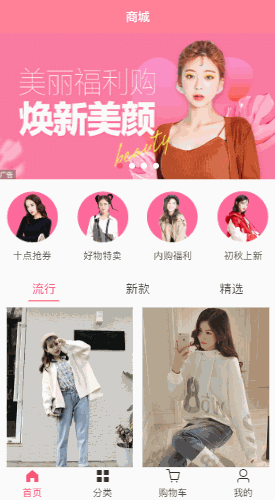 商城
美丽福利购
焕新美颜
beauty
广告
十点抢券 好物特卖 内购福利 初秋上新
流行 新款 精选
首页 分类 购物车 我的